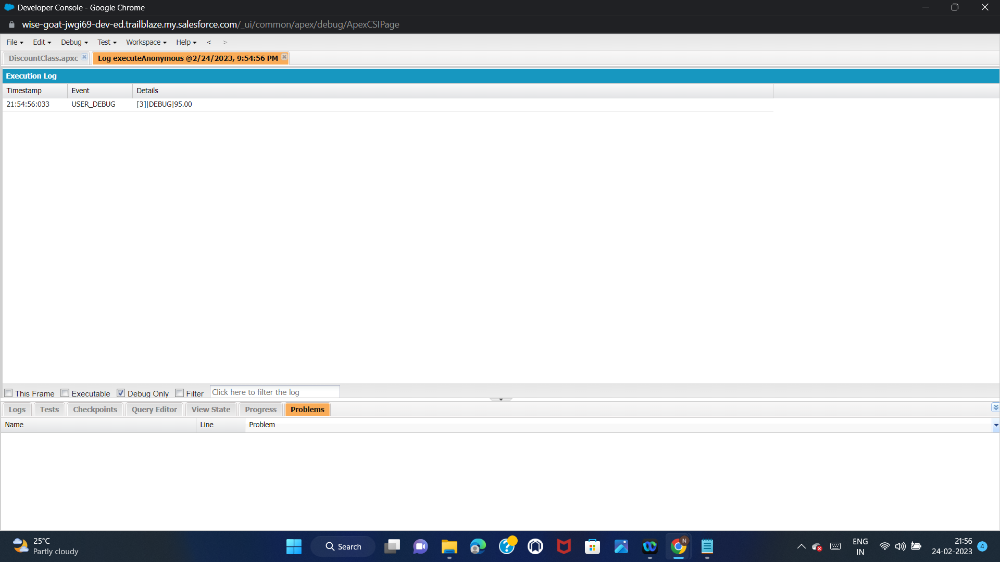 Developer Console - Google Chrome
wise-goat-jwgi69-dev-ed.trailblaze.my.salesforce.com/_ui/common/apex/debug/ApexCSIPage
File Edit Debug Test Workspace Help < >
DiscountClass.apxc Log executeAnonymous @2/24/2023, 9:54:56 PM
Execution Log
Timestamp Event Details
21:54:56:033 USER_DEBUG [3]|DEBUG|95.00
This Frame Executable Debug Only Filter Click here to filter the log
Logs Tests Checkpoints Query Editor View State Progress Problems
Name Line Problem
25°C
Partly cloudy
Search
N
ENG
IN
21:56
24-02-2023
4